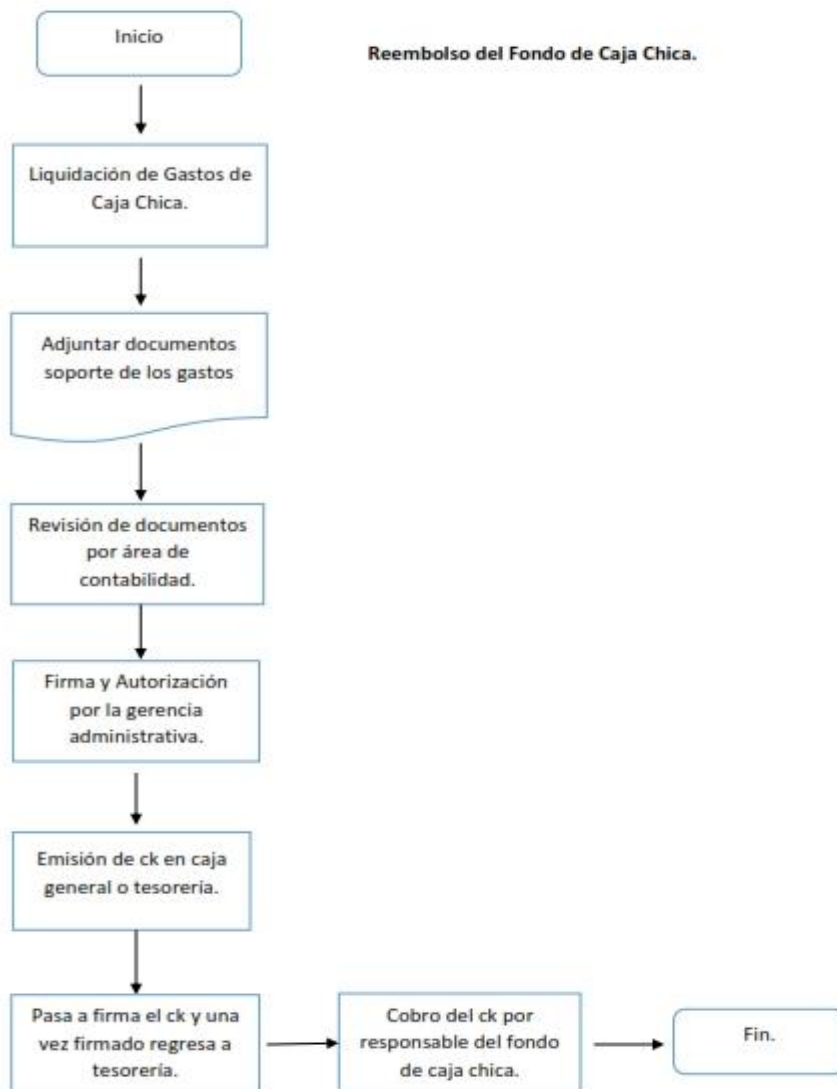 Inicio
Reembolso del Fondo de Caja Chica.
Liquidación de Gastos de
Caja Chica.
Adjuntar documentos
soporte de los gastos
Revisión de documentos
por área de
contabilidad.
Firma y Autorización
por la gerencia
administrativa.
Emisión de ck en caja
general o tesorería.
Pasa a firma el ck y una
vez firmado regresa a
tesorería.
Cobro del ck por
responsable del fondo
de caja chica.
Fin.